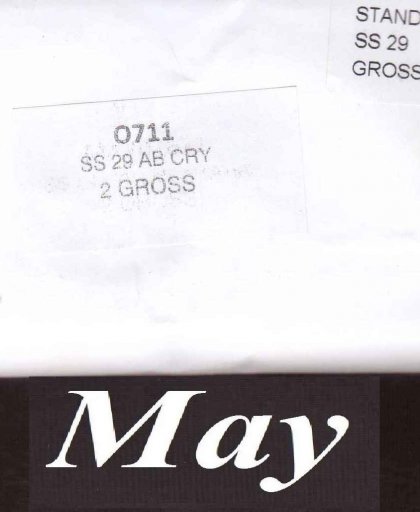 STAND
SS 29
GROSS
0711
SS 29 AB CRY
2 GROSS
May